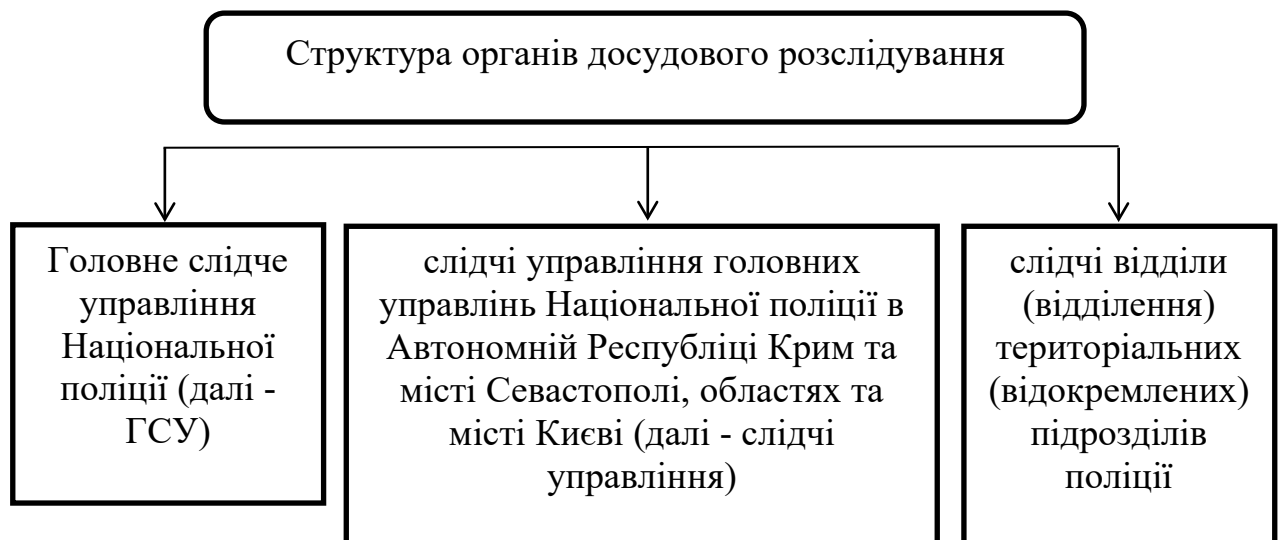 Структура органів досудового розслідування
Головне слідче
управління
Національної
поліції (далі -
ГСУ)
слідчі управління головних
управлінь Національної поліції в
Автономній Республіці Крим та
місті Севастополі, областях та
місті Києві (далі - слідчі
управління)
слідчі відділи
(відділення)
територіальних
(відокремлених)
підрозділів
поліції